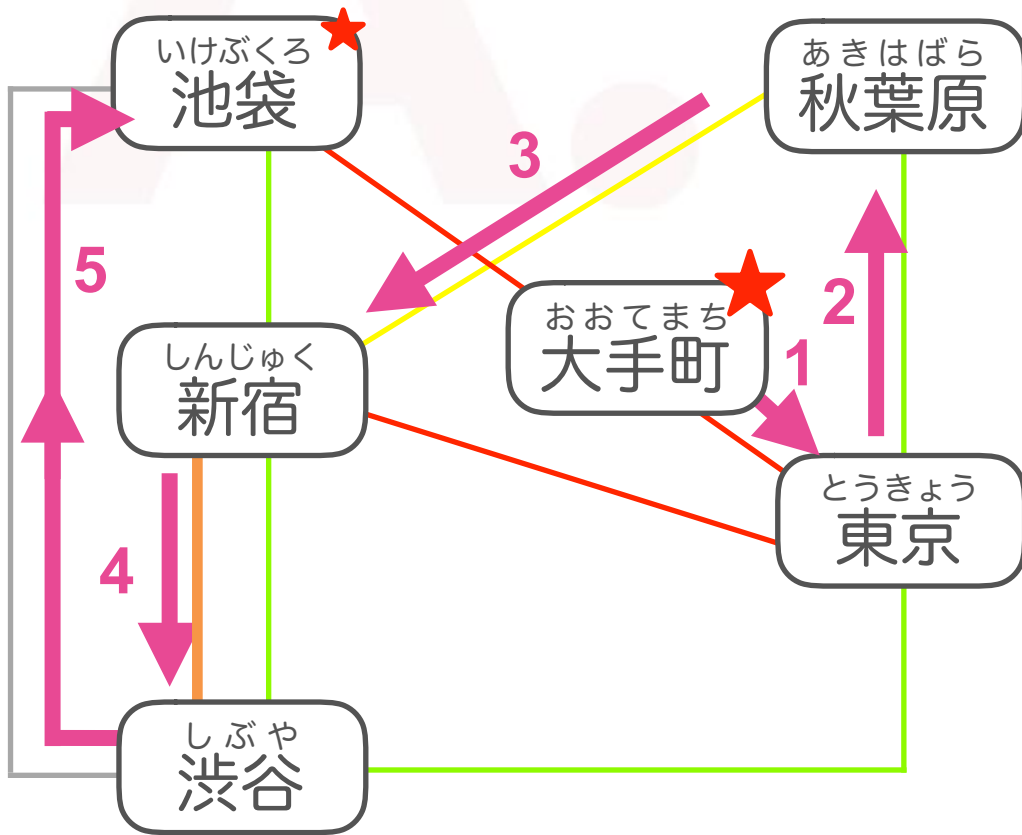 いけぶくろ
池袋
あきはばら
秋葉原
3
5
2
おおてまち
大手町
1
しんじゅく
新宿
とうきょう
東京
4
しぶや
渋谷